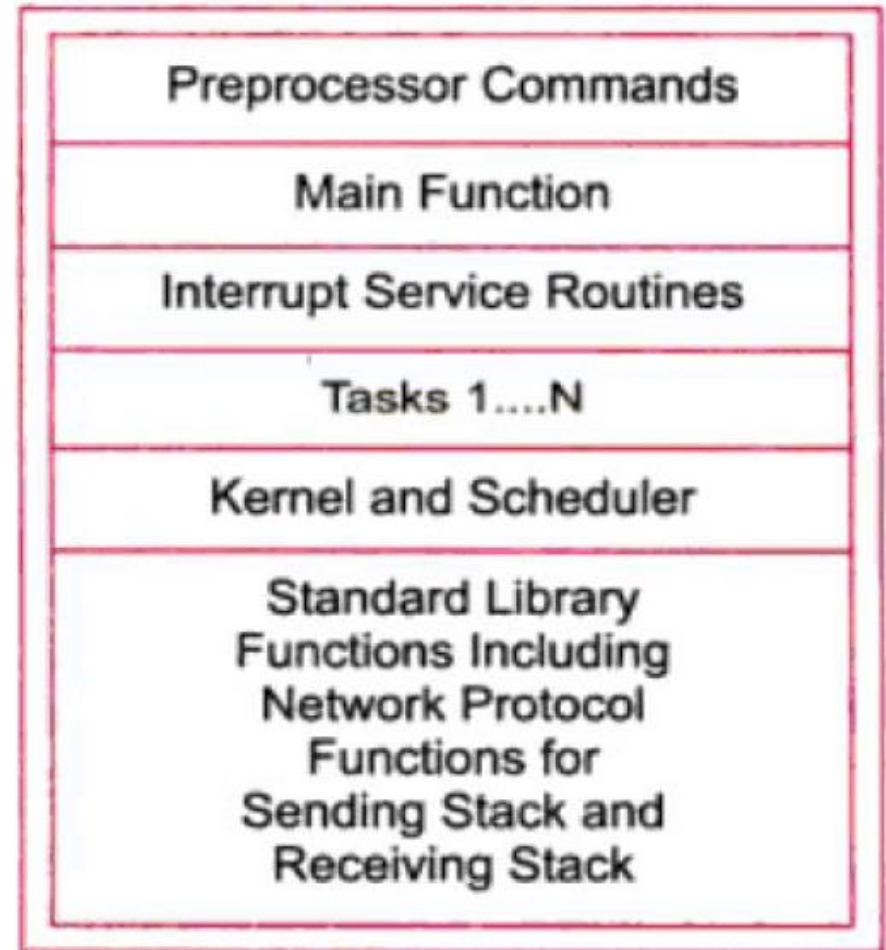 Preprocessor Commands
Main Function
Interrupt Service Routines
Tasks 1....N
Kernel and Scheduler
Standard Library
Functions Including
Network Protocol
Functions for
Sending Stack and
Receiving Stack